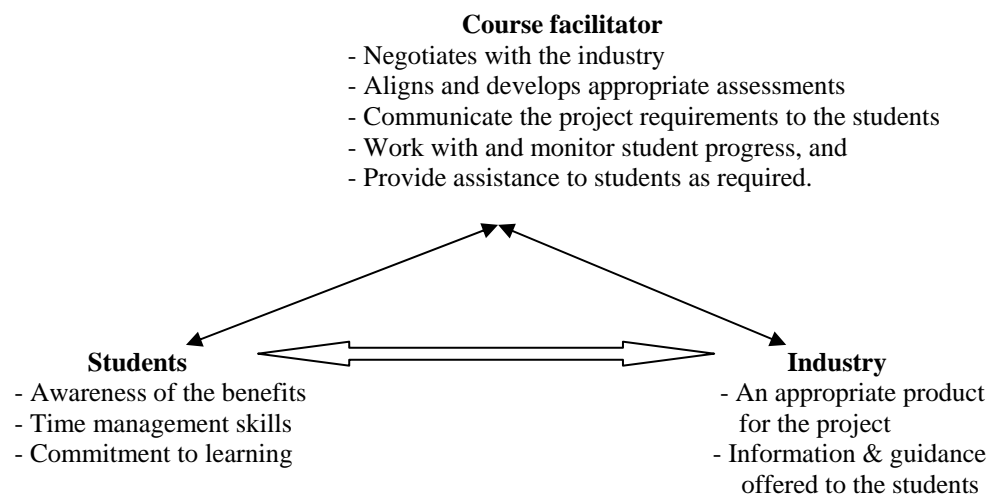 Course facilitator
- Negotiates with the industry
- Aligns and develops appropriate assessments
- Communicate the project requirements to the students
- Work with and monitor student progress, and
- Provide assistance to students as required.
Students
- Awareness of the benefits
- Time management skills
- Commitment to learning
Industry
- An appropriate product
for the project
- Information & guidance
offered to the students